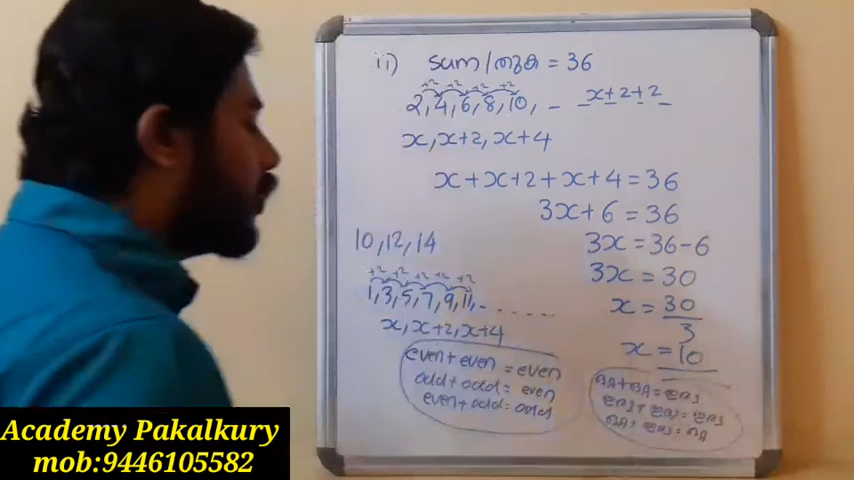 ii) sum/തുക = 36
+2 +2 +2 +2
2,4,6,8,10, _ _ x+2+2 _
x, x+2, x+4
x+x+2+x+4=36
3x+6=36
3x=36-6
3x=30
x=30/3
x=10
10,12,14
+2 +2 +2 +2 +2
1,3,5,7,9,11,- . . . . . .
x, x+2, x+4
even+even=even
odd+odd=even
even+odd=odd
Academy Pakalkury
mob:9446105582